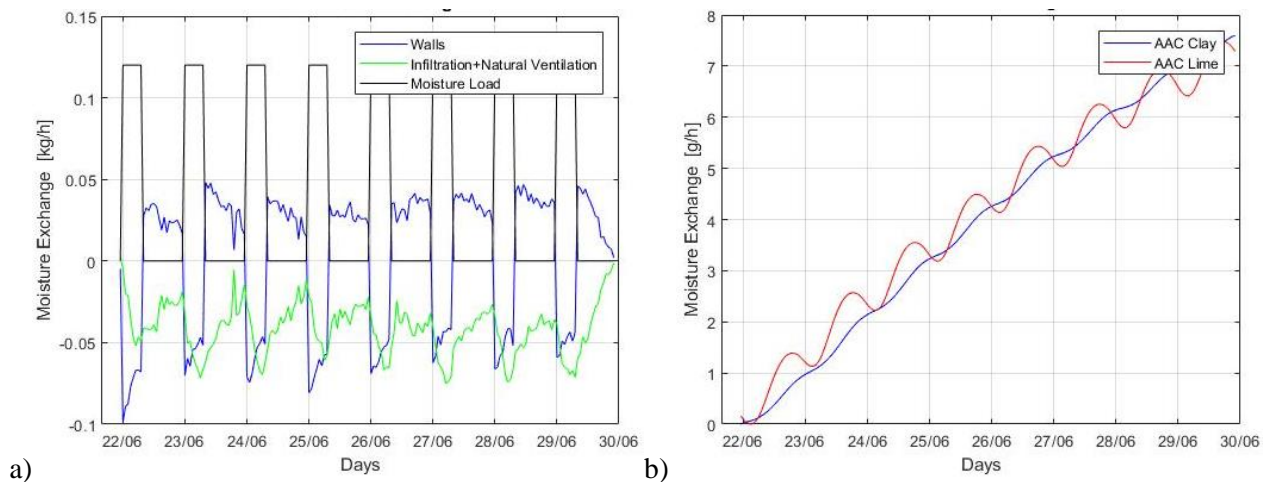 0.15
0.1
0.05
0
-0.05
-0.1
Moisture Exchange [kg/h]
Walls
Infiltration+Natural Ventilation
Moisture Load
22/06 23/06 24/06 25/06 26/06 27/06 28/06 29/06 30/06
Days
a)
8
7
6
5
4
3
2
1
0
Moisture Exchange [g/h]
AAC Clay
AAC Lime
22/06 23/06 24/06 25/06 26/06 27/06 28/06 29/06 30/06
Days
b)